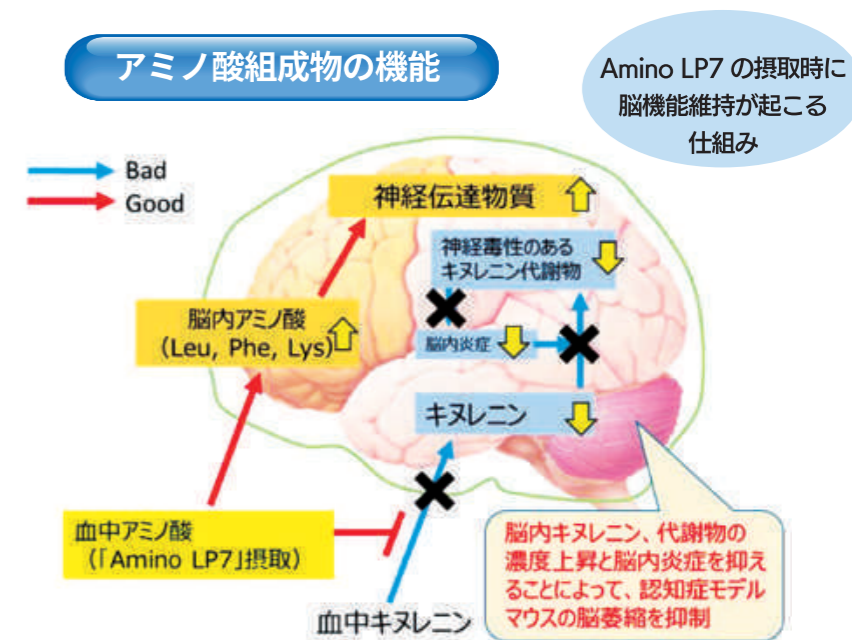 アミノ酸組成物の機能
Amino LP7 の摂取時に
脳機能維持が起こる
仕組み
Bad
Good
神経伝達物質
神経毒性のある
キヌレニン代謝物
脳内アミノ酸
(Leu, Phe, Lys)
脳内炎症
キヌレニン
血中アミノ酸
(「Amino LP7」摂取)
血中キヌレニン
脳内キヌレニン、代謝物の
濃度上昇と脳内炎症を抑え
ることによって、認知症モデル
マウスの脳萎縮を抑制